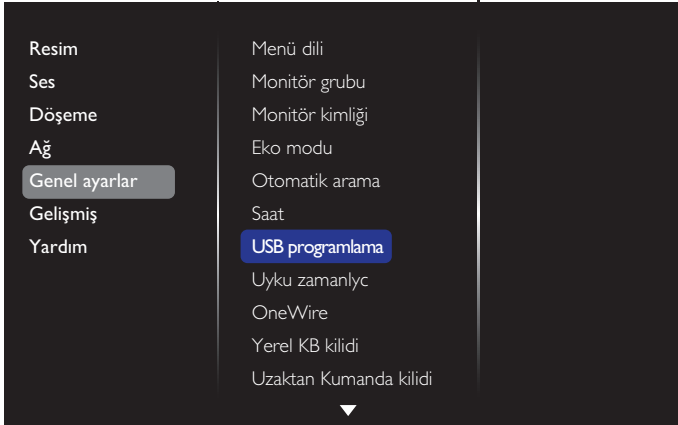 Resim
Ses
Döşeme
Ağ
Genel ayarlar
Gelişmiş
Yardım
Menü dili
Monitör grubu
Monitör kimliği
Eko modu
Otomatik arama
Saat
USB programlama
Uyku zamanlyc
OneWire
Yerel KB kilidi
Uzaktan Kumanda kilidi